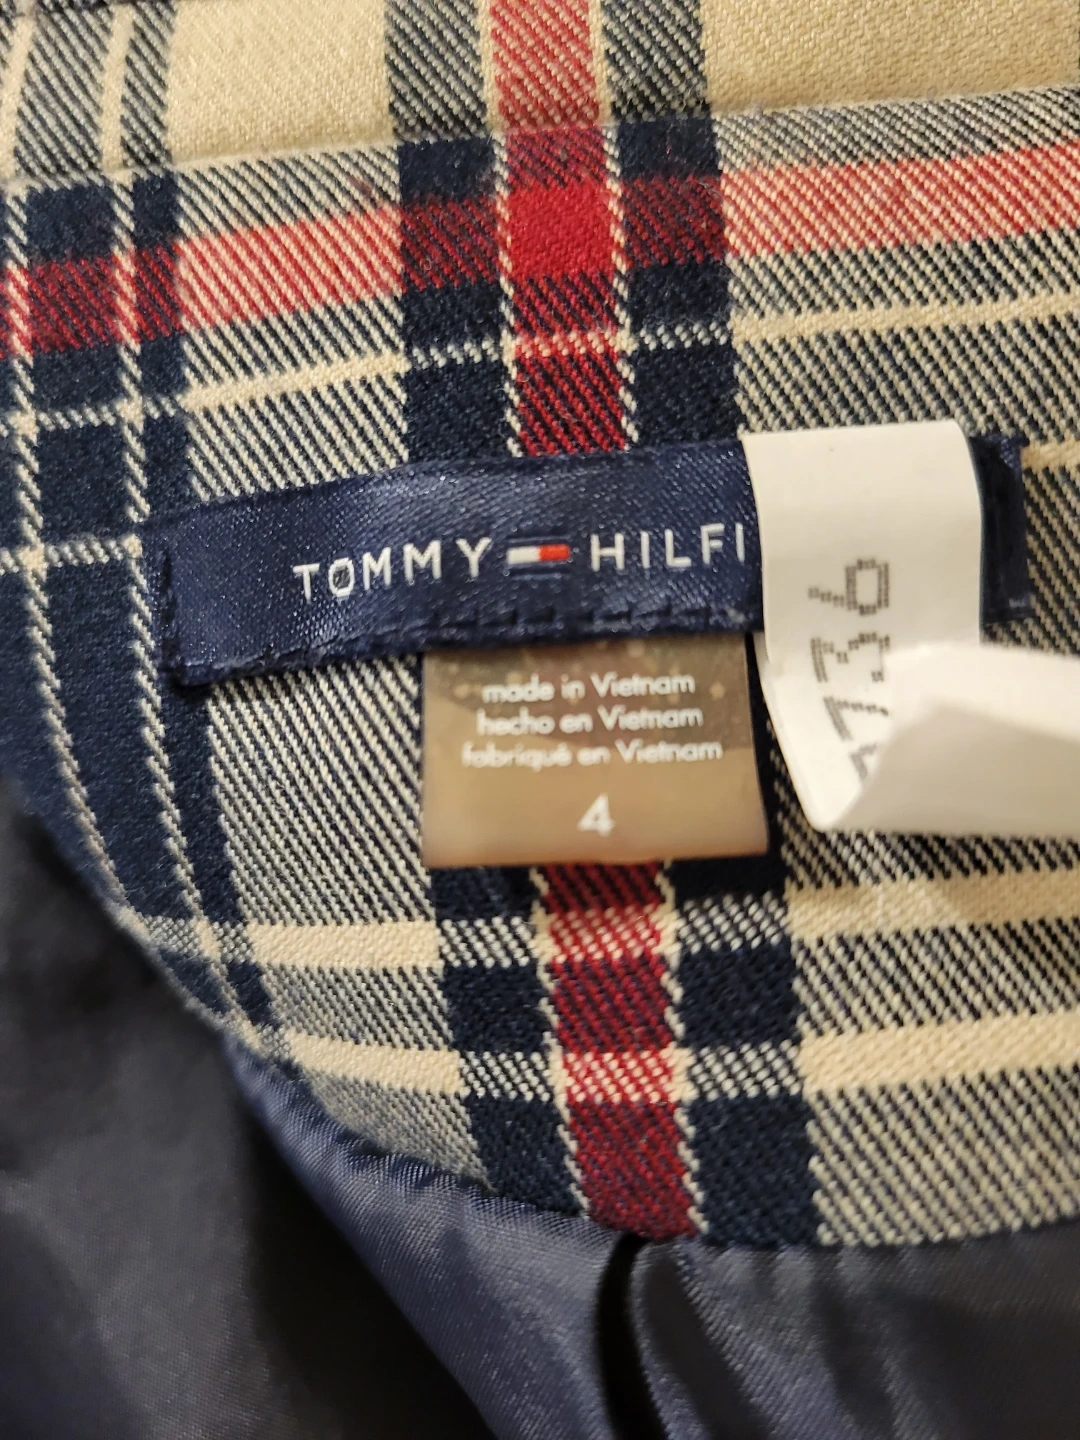 TOMMY HILFI
made in Vietnam
hecho en Vietnam
fabriqué en Vietnam
4